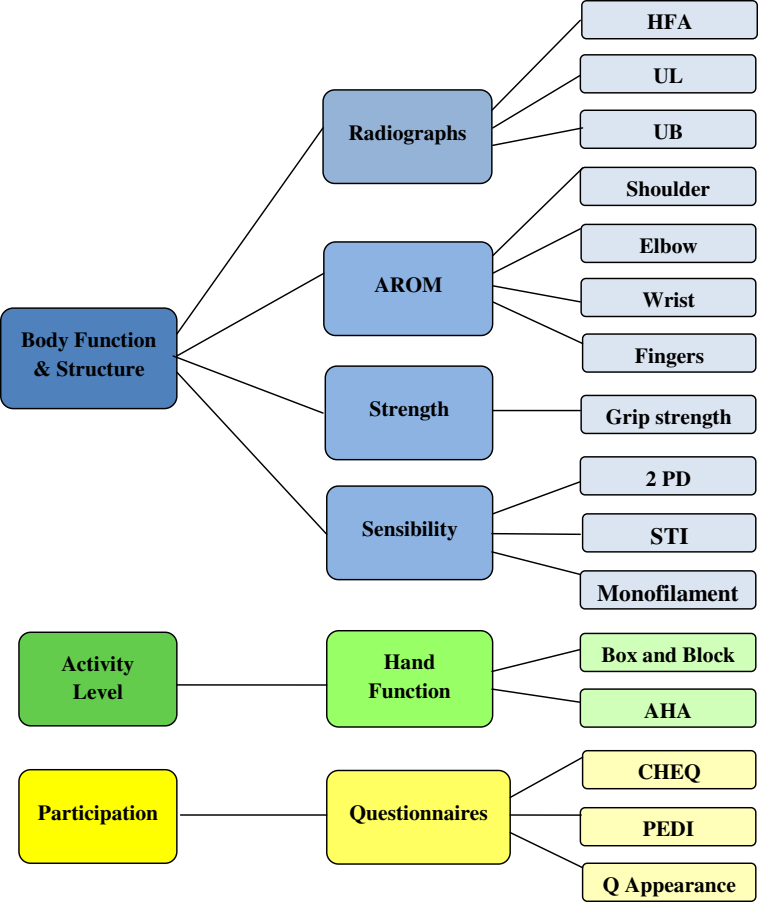 HFA
UL
Radiographs
UB
Shoulder
Elbow
AROM
Wrist
Body Function
& Structure
Fingers
Strength
Grip strength
2 PD
Sensibility
STI
Monofilament
Activity
Level
Hand
Function
Box and Block
AHA
CHEQ
Participation
Questionnaires
PEDI
Q Appearance